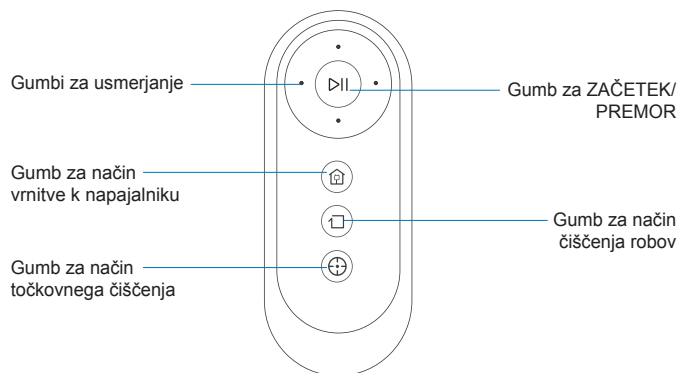 Gumbi za usmerjanje
Gumb za ZAČETEK/
PREMOR
Gumb za način
vrnitve k napajalniku
Gumb za način
čiščenja robov
Gumb za način
točkovnega čiščenja